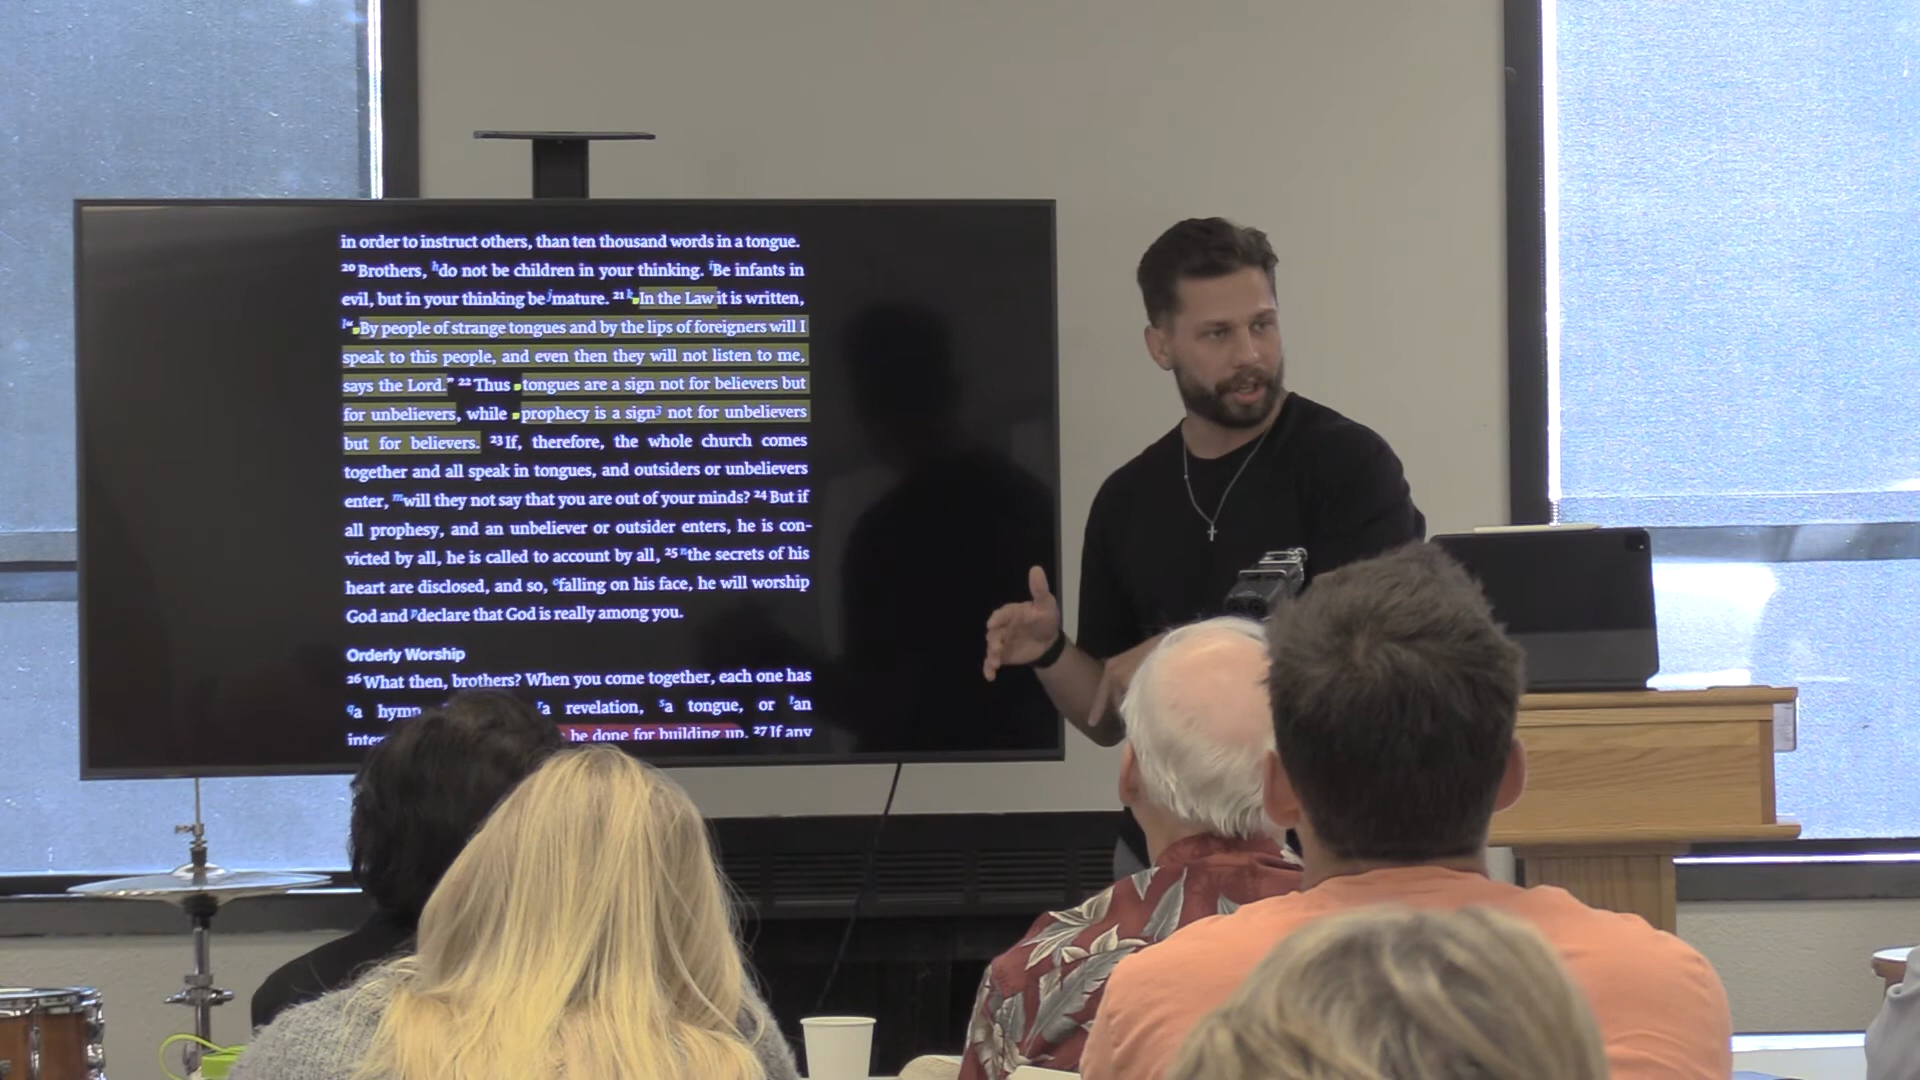 in order to instruct others, than ten thousand words in a tongue.
20 Brothers, h do not be children in your thinking. i Be infants in
evil, but in your thinking be j mature. 21 k In the Law it is written,
l “By people of strange tongues and by the lips of foreigners will I
speak to this people, and even then they will not listen to me,
says the Lord.” 22 Thus tongues are a sign not for believers but
for unbelievers, while prophecy is a sign3 not for unbelievers
but for believers. 23 If, therefore, the whole church comes
together and all speak in tongues, and outsiders or unbelievers
enter, m will they not say that you are out of your minds? 24 But if
all prophesy, and an unbeliever or outsider enters, he is con-
victed by all, he is called to account by all, 25 n the secrets of his
heart are disclosed, and so, o falling on his face, he will worship
God and p declare that God is really among you.
Orderly Worship
26 What then, brothers? When you come together, each one has
q a hymn r a revelation, s a tongue, or t an
be done for building up. 27 If any